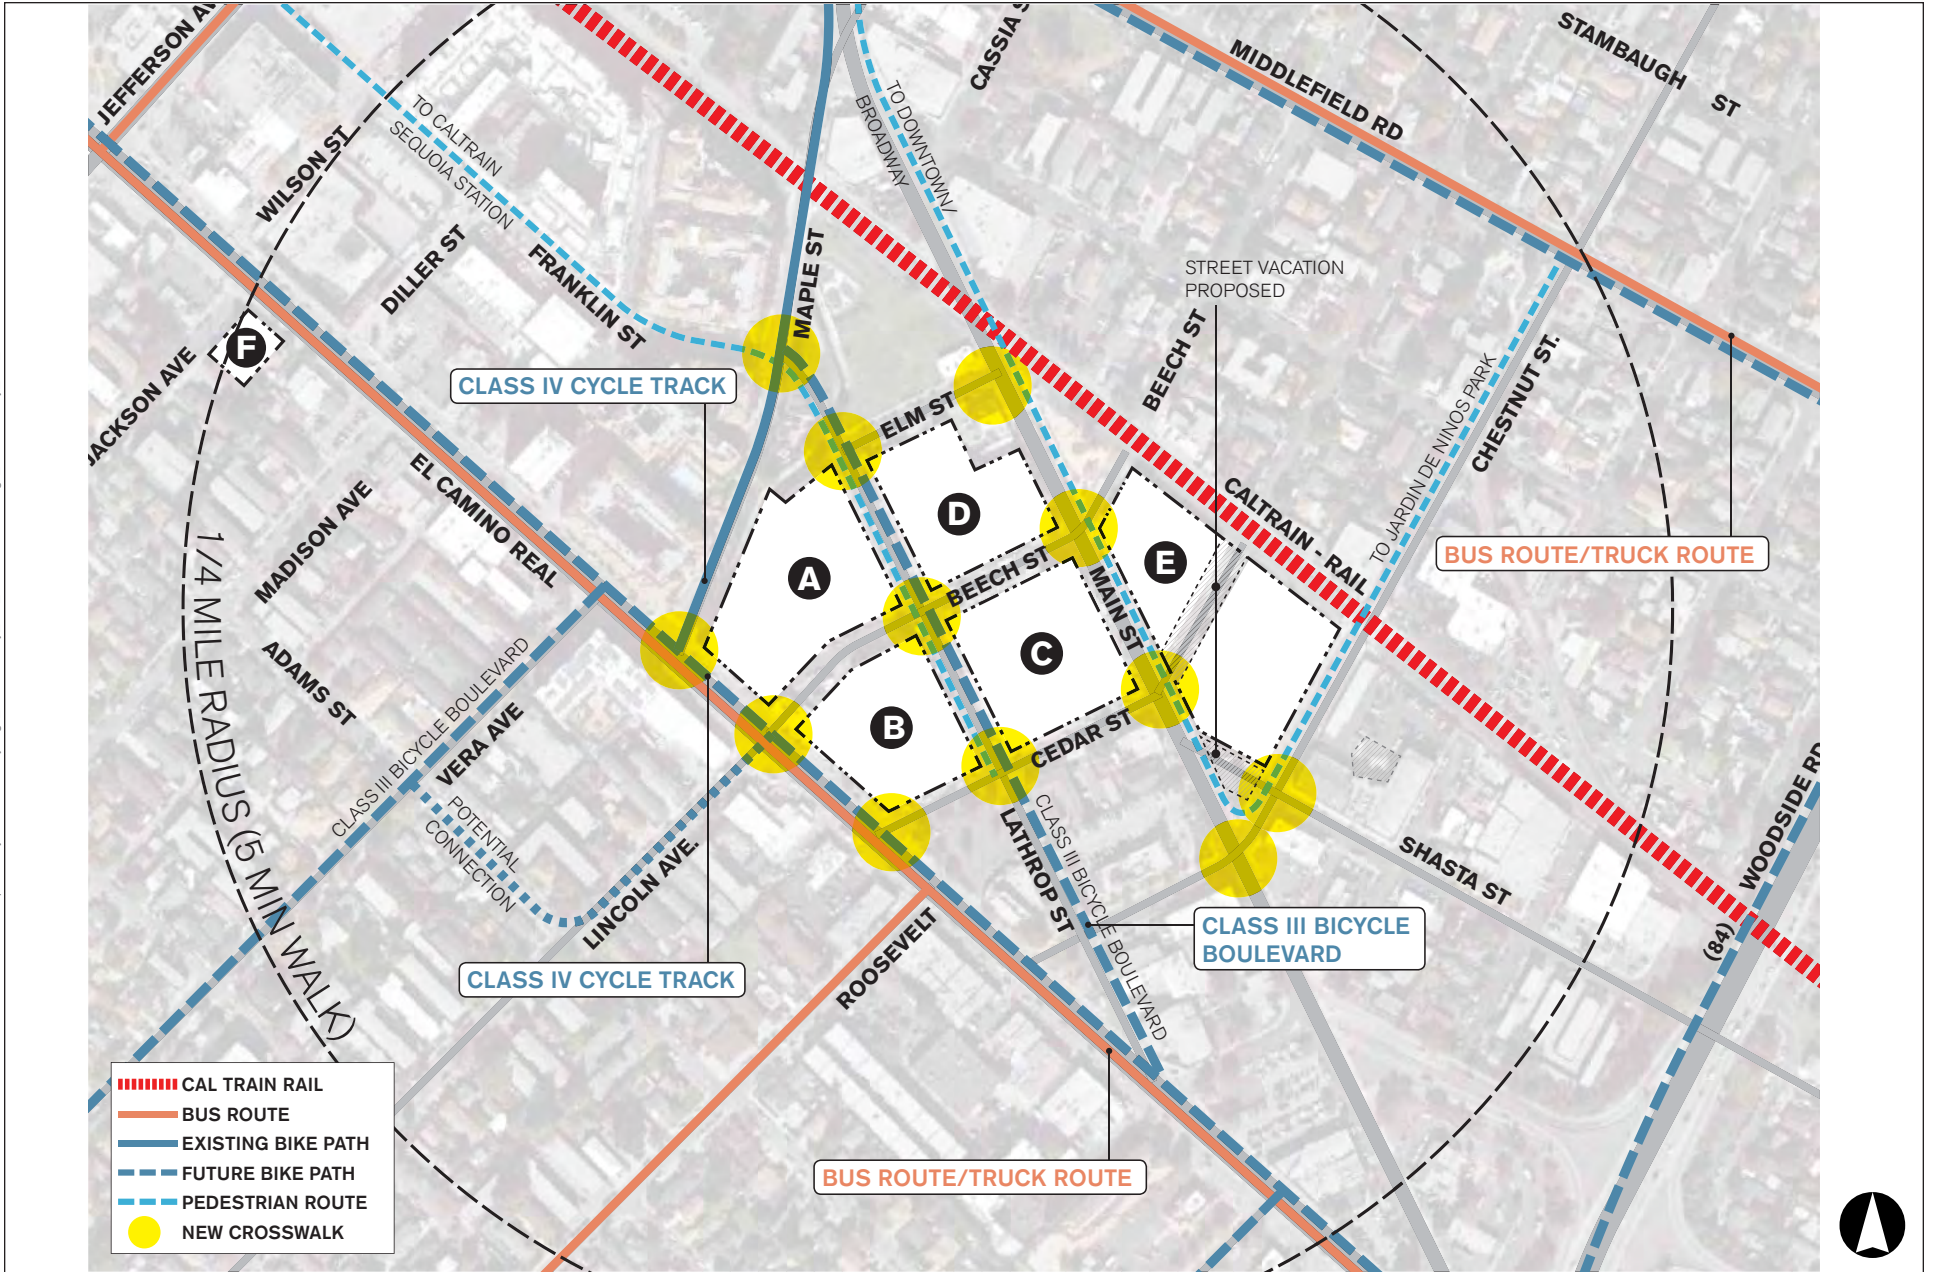 JEFFERSON AV
CASSIA S
STAMBAUGH ST
MIDDLEFIELD RD
TO DOWNTOWN/
BROADWAY
TO CALTRAIN
SEQUOIA STATION
WILSON ST
DILLER ST
FRANKLIN ST
MAPLE ST
STREET VACATION
PROPOSED
BEECH ST
CHESTNUT ST.
TO JARDIN DE NINOS PARK
F
JACKSON AVE
CLASS IV CYCLE TRACK
ELM ST
EL CAMINO REAL
MADISON AVE
ADAMS ST
1/4 MILE RADIUS (5 MIN WALK)
D
A
E
BEECH ST
MAIN ST
CALTRAIN - RAIL
BUS ROUTE/TRUCK ROUTE
C
B
CEDAR ST
CLASS III BICYCLE BOULEVARD
VERA AVE
POTENTIAL
CONNECTION
LINCOLN AVE.
LATHROP ST
CLASS III BICYCLE BOULEVARD
SHASTA ST
WOODSIDE RD
(84)
CLASS III BICYCLE
BOULEVARD
CLASS IV CYCLE TRACK
ROOSEVELT
BUS ROUTE/TRUCK ROUTE
CAL TRAIN RAIL
BUS ROUTE
EXISTING BIKE PATH
FUTURE BIKE PATH
PEDESTRIAN ROUTE
NEW CROSSWALK